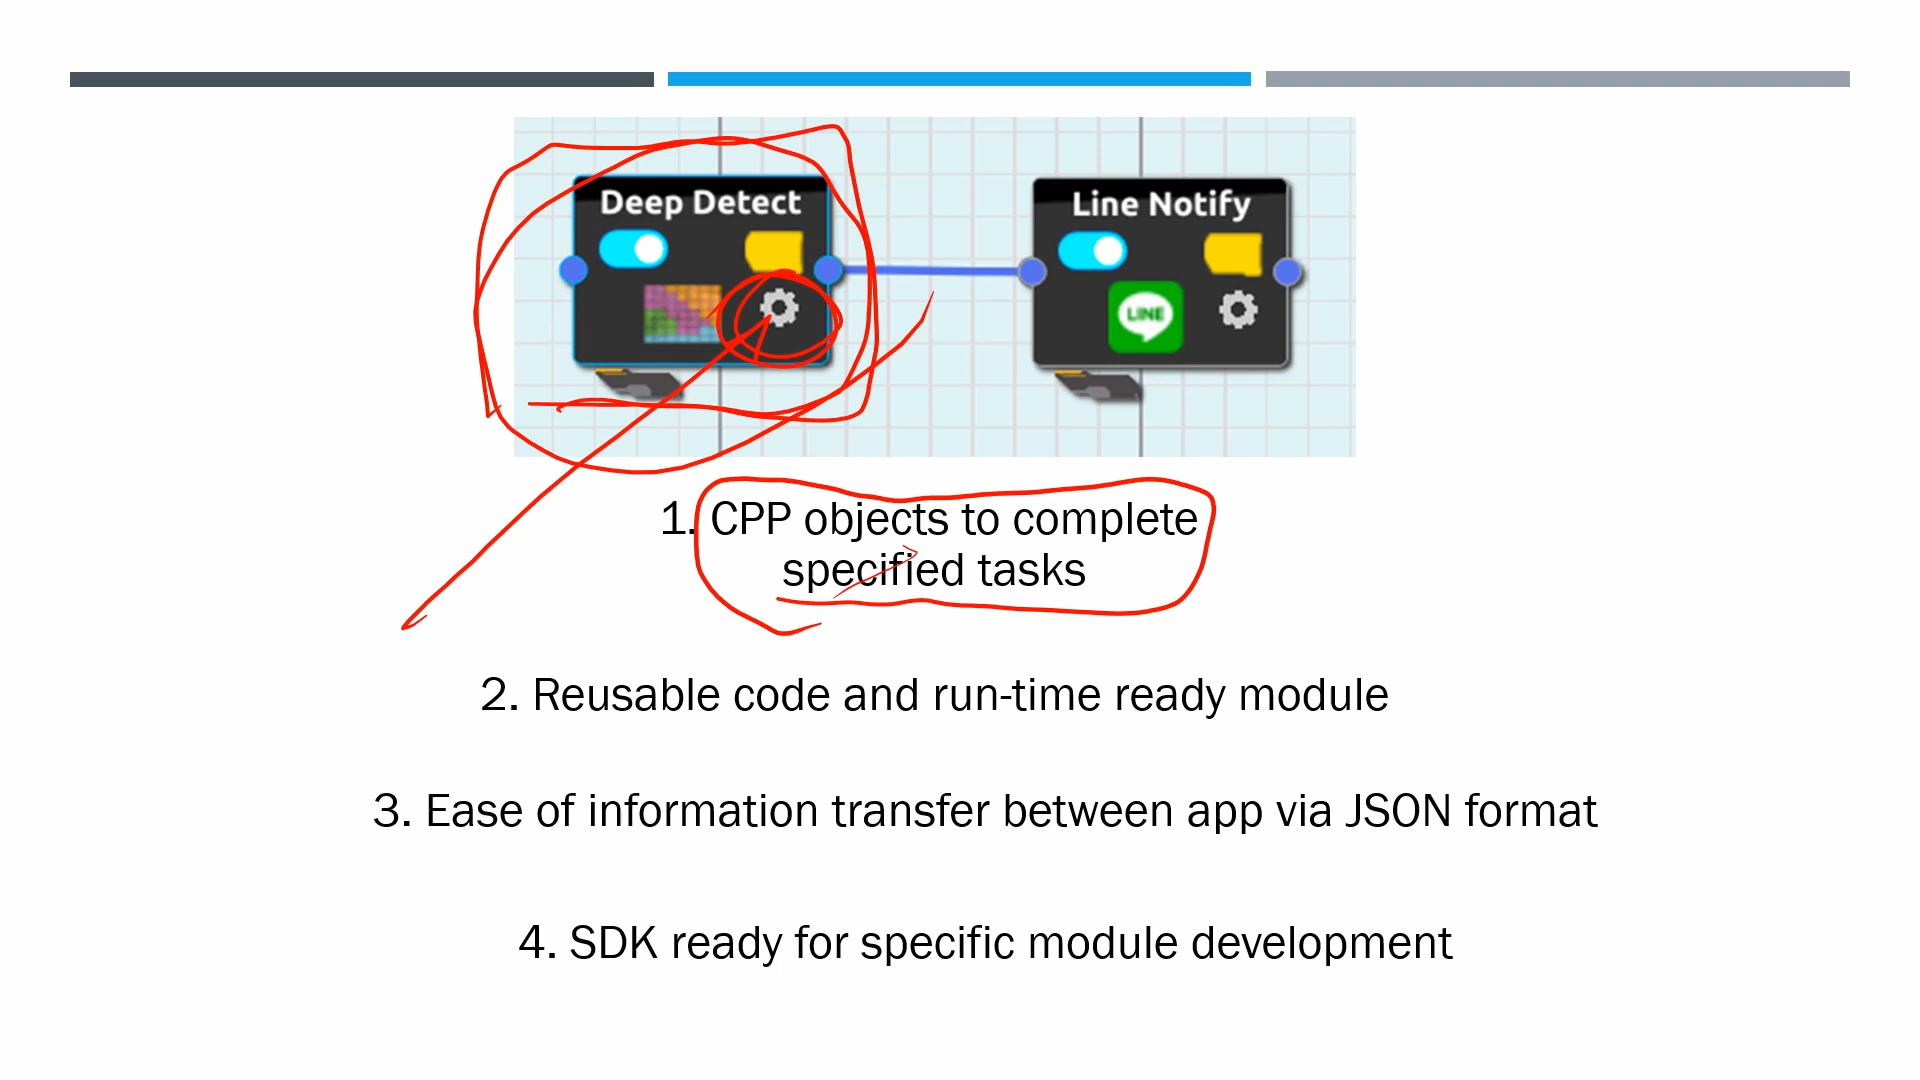 Deep Detect
Line Notify
LINE
1. CPP objects to complete
specified tasks
2. Reusable code and run-time ready module
3. Ease of information transfer between app via JSON format
4. SDK ready for specific module development